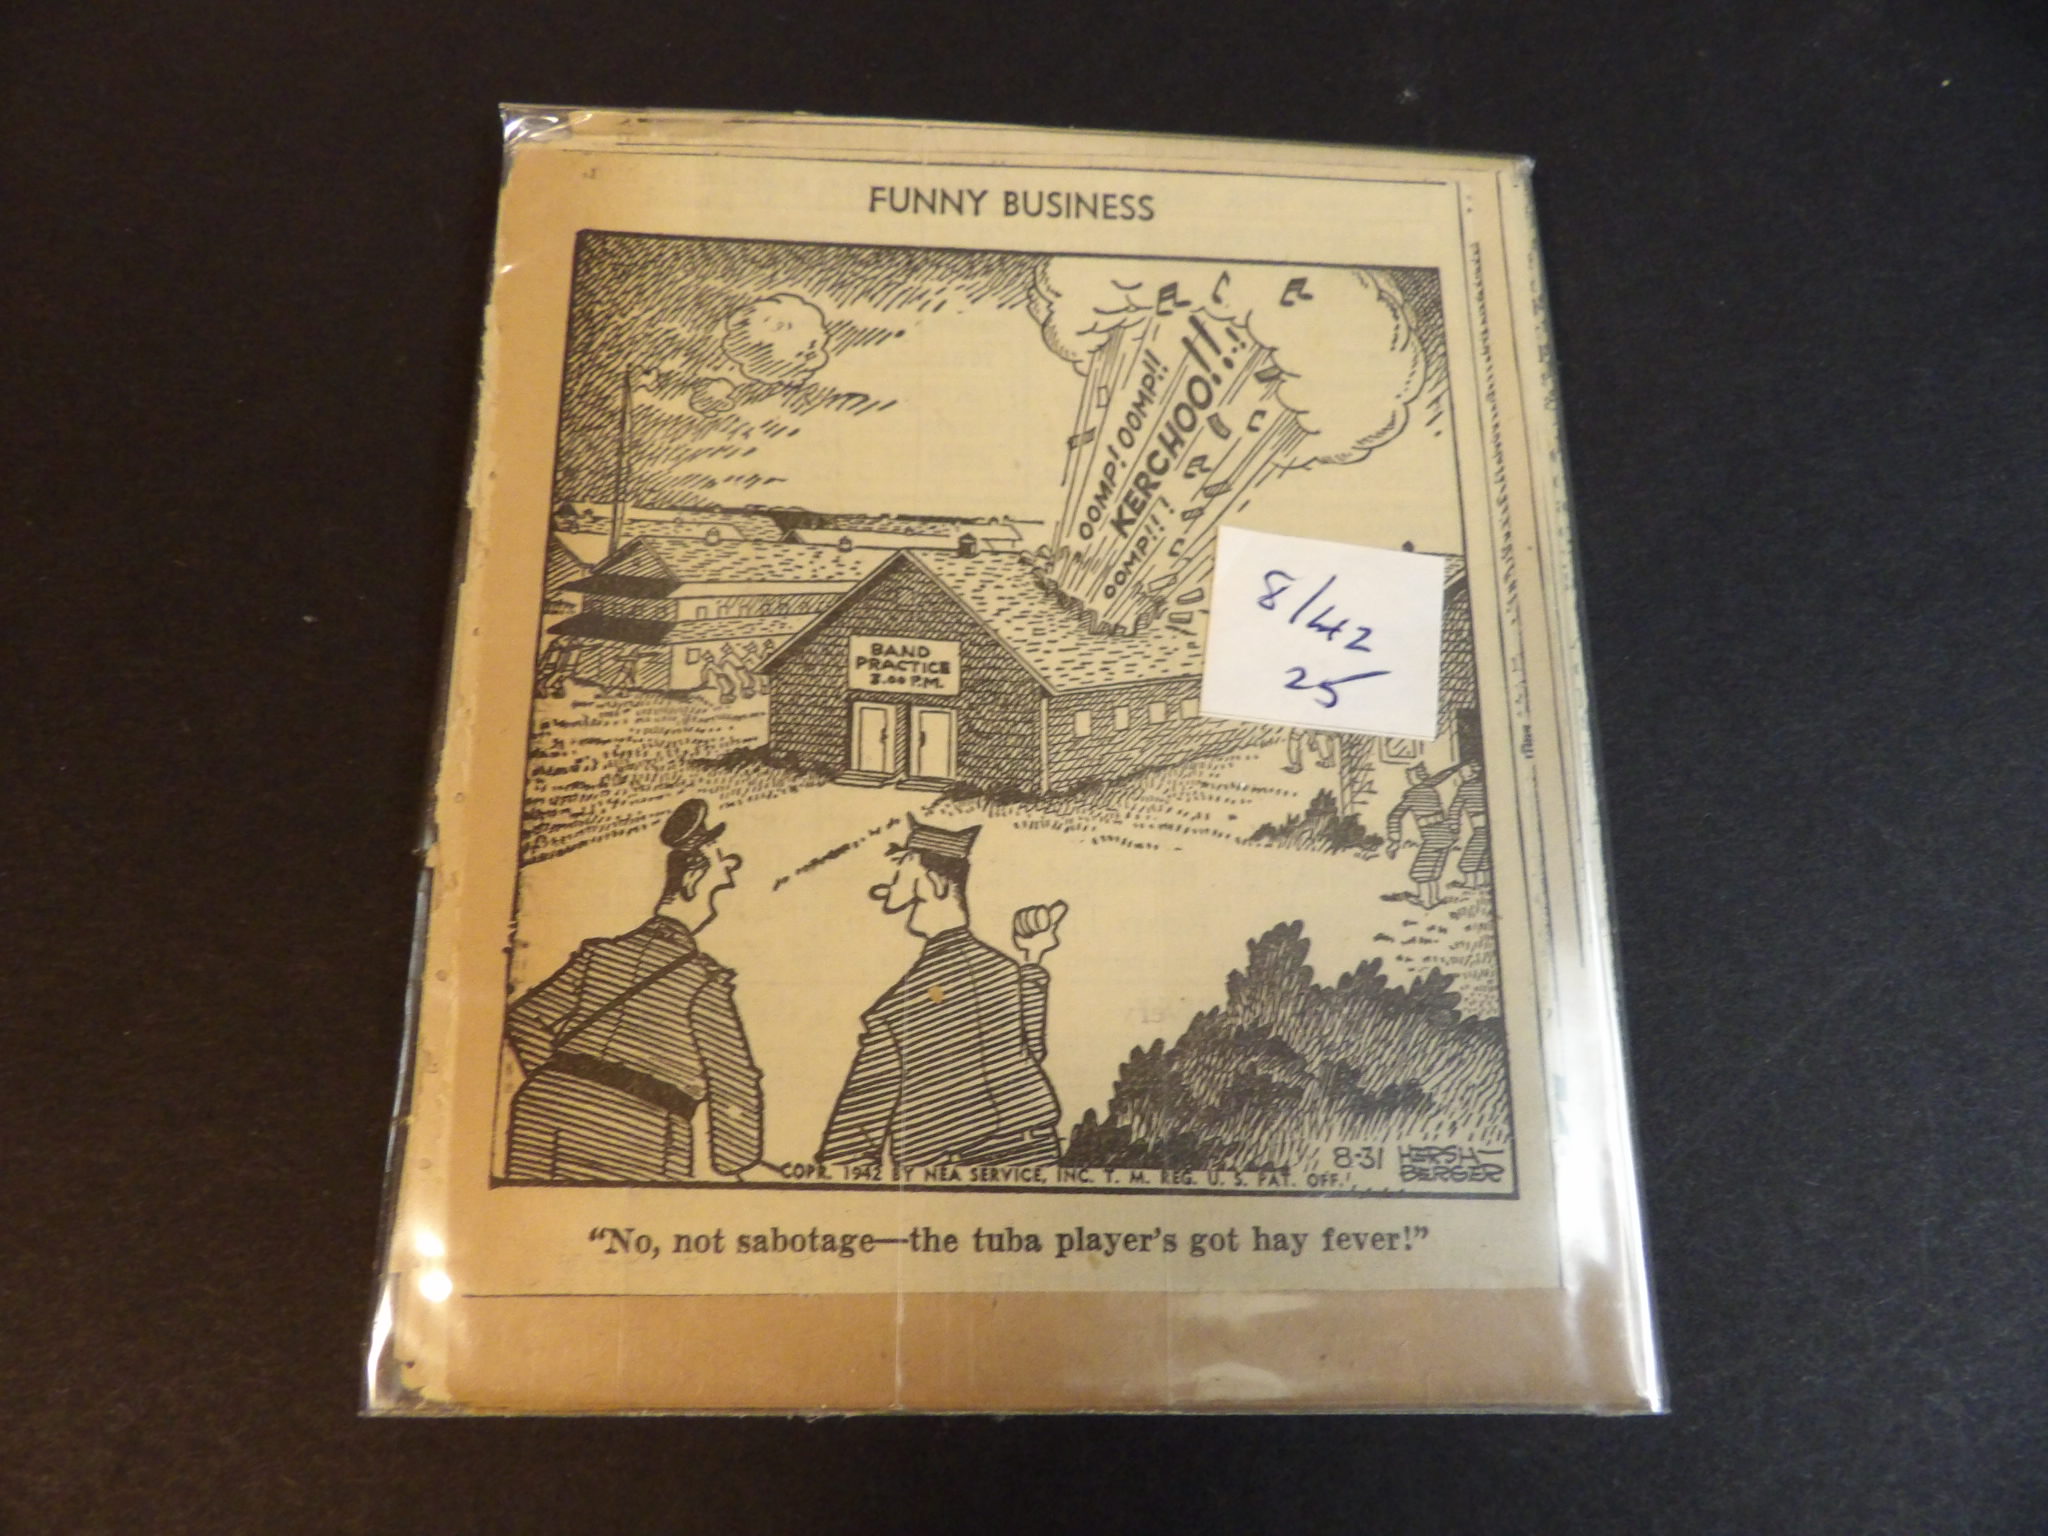 FUNNY BUSINESS
OOMP! OOMP!!
KERCHOO!!
OOMP!!!
BAND
PRACTICE
3.00 P.M.
8/42
25
COPR. 1942 BY NEA SERVICE, INC. T. M. REG. U. S. PAT. OFF.
8-31
HERSH-
BERGER
“No, not sabotage—the tuba player's got hay fever!”